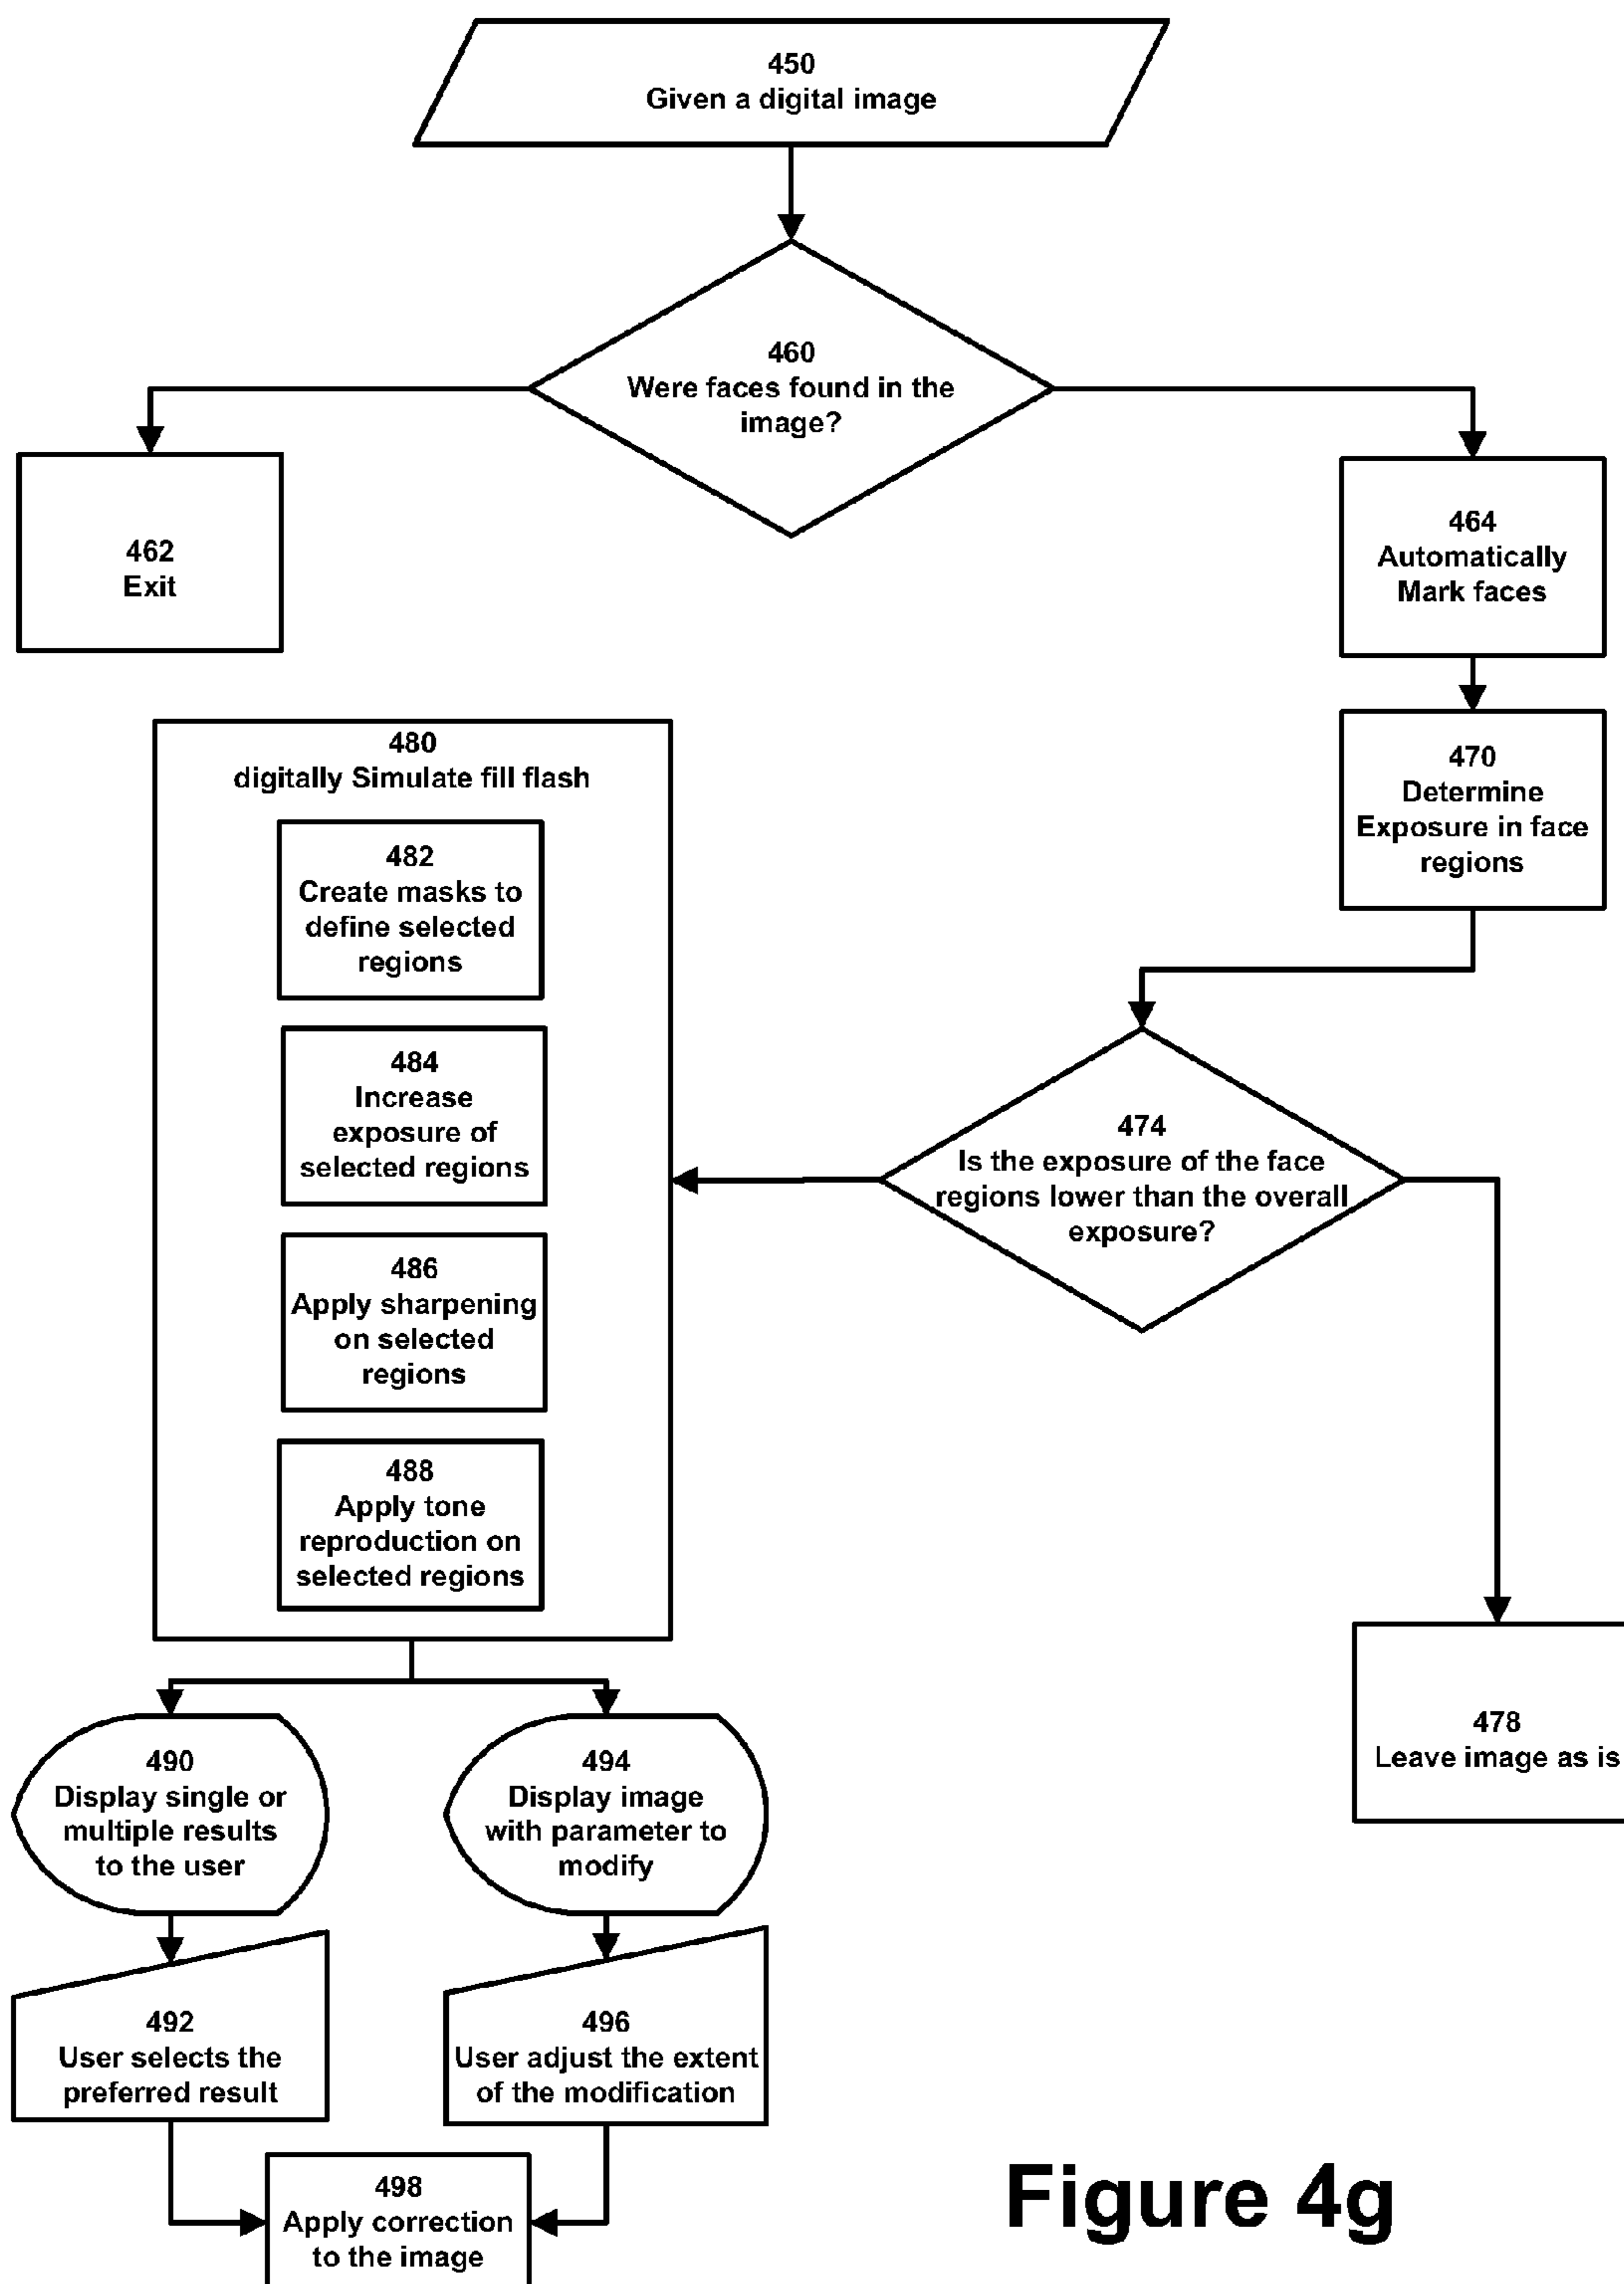 450
Given a digital image
460
Were faces found in the
image?
462
Exit
464
Automatically
Mark faces
470
Determine
Exposure in face
regions
474
Is the exposure of the face
regions lower than the overall
exposure?
478
Leave image as is
480
digitally Simulate fill flash
482
Create masks to
define selected
regions
484
Increase
exposure of
selected regions
486
Apply sharpening
on selected
regions
488
Apply tone
reproduction on
selected regions
490
Display single or
multiple results
to the user
494
Display image
with parameter to
modify
492
User selects the
preferred result
496
User adjust the extent
of the modification
498
Apply correction
to the image
Figure 4g